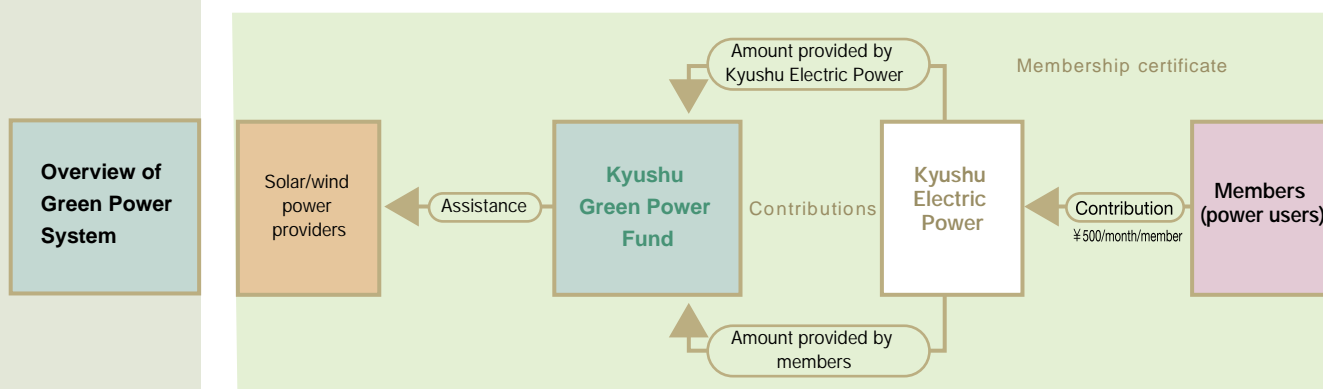 Overview of
Green Power
System
Solar/wind
power
providers
Assistance
Kyushu
Green Power
Fund
Amount provided by
Kyushu Electric Power
Contributions
Amount provided by
members
Kyushu
Electric
Power
Membership certificate
Contribution
¥500/month/member
Members
(power users)